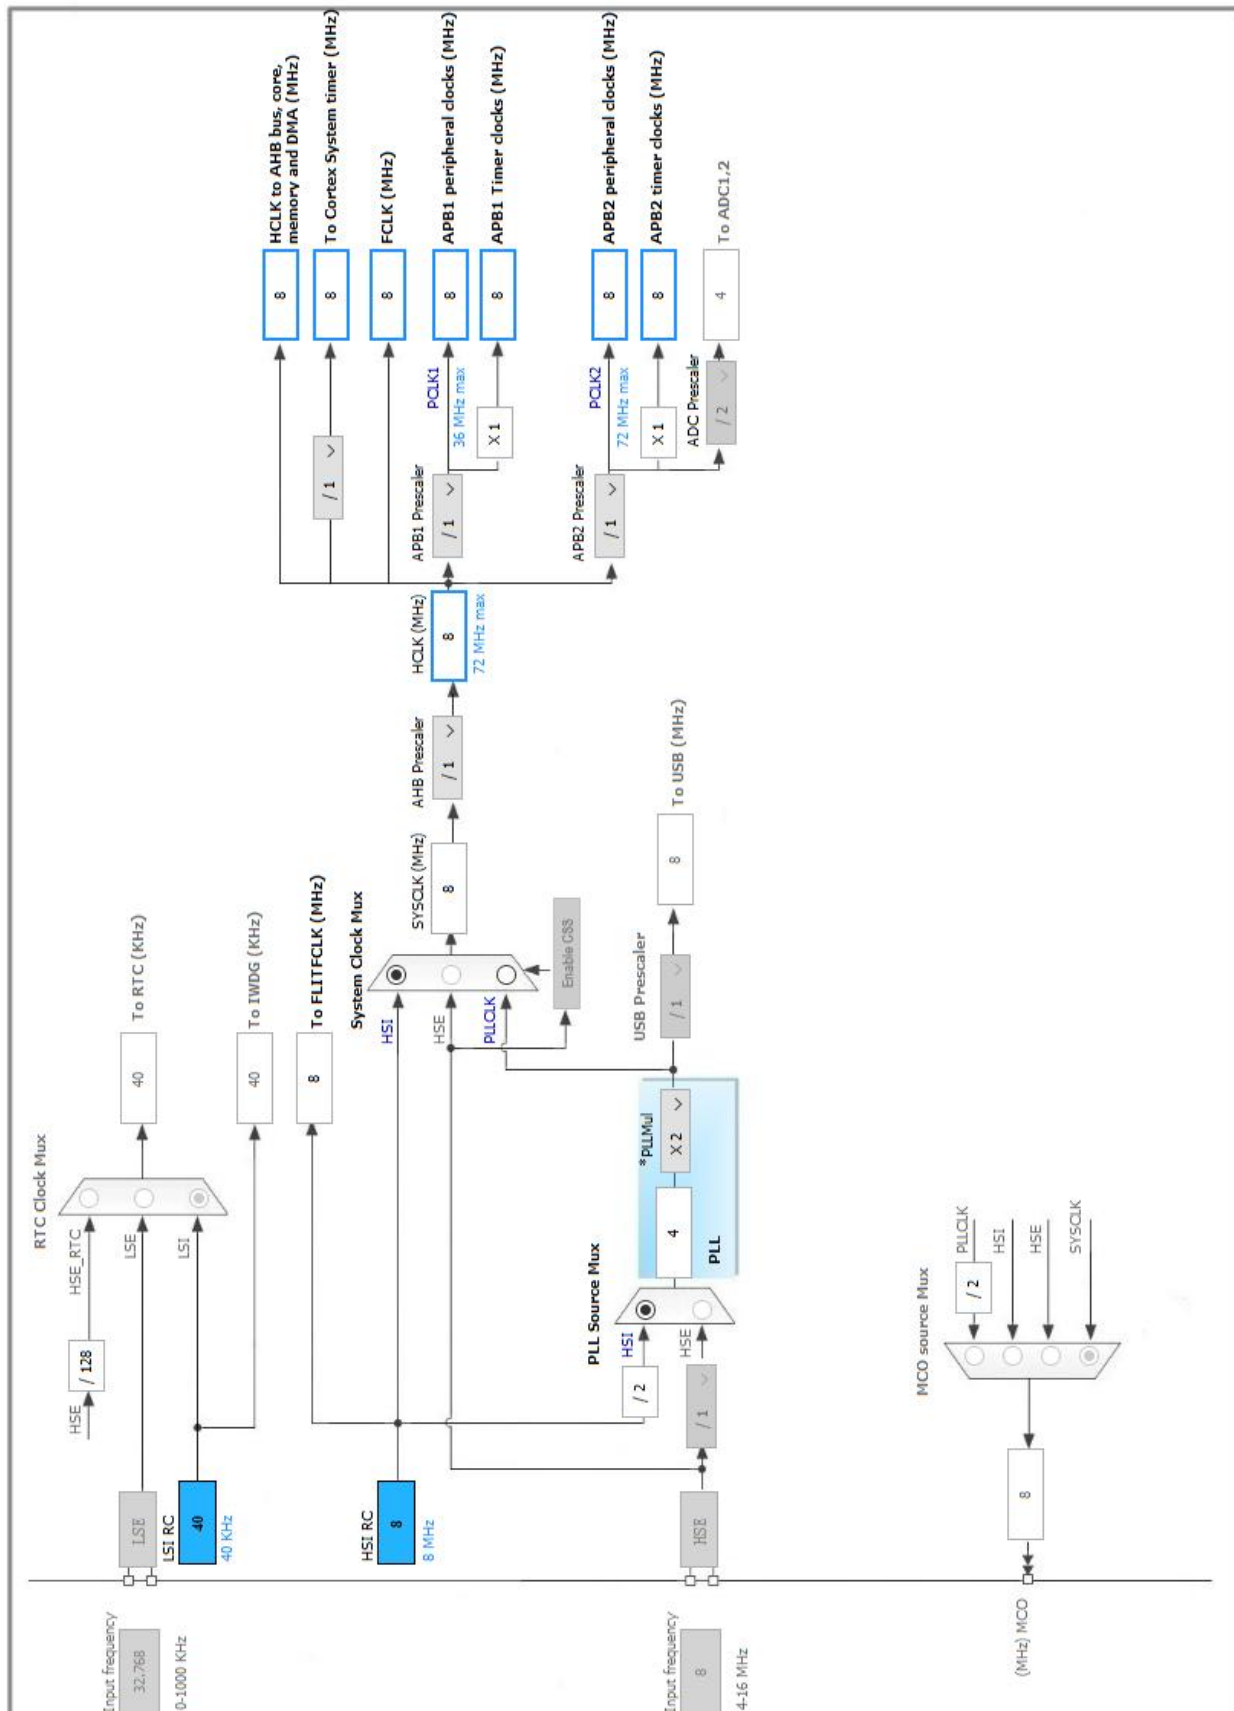 RTC Clock Mux
HSE
/ 128
HSE_RTC
LSE
LSI
40
To RTC (KHz)
Input frequency
32.768
0-1000 KHz
LSE
LSI RC
40
40 KHz
40
To IWDG (KHz)
8
To FLITFCLK (MHz)
HSI RC
8
8 MHz
System Clock Mux
HSI
HSE
PLLCLK
Enable CSS
SYSCLK (MHz)
8
AHB Prescaler
/ 1
HCLK (MHz)
8
72 MHz max
8
HCLK to AHB bus, core,
memory and DMA (MHz)
/ 1
8
To Cortex System timer (MHz)
8
FCLK (MHz)
APB1 Prescaler
/ 1
PCLK1
36 MHz max
8
APB1 peripheral clocks (MHz)
X 1
8
APB1 Timer clocks (MHz)
APB2 Prescaler
/ 1
PCLK2
72 MHz max
8
APB2 peripheral clocks (MHz)
X 1
8
APB2 timer clocks (MHz)
ADC Prescaler
/ 2
4
To ADC1,2
PLL Source Mux
HSI
/ 2
HSE
/ 1
4
*PLLMul
X 2
PLL
USB Prescaler
/ 1
8
To USB (MHz)
Input frequency
8
4-16 MHz
HSE
MCO source Mux
PLLCLK
/ 2
HSI
HSE
SYSCLK
8
(MHz) MCO